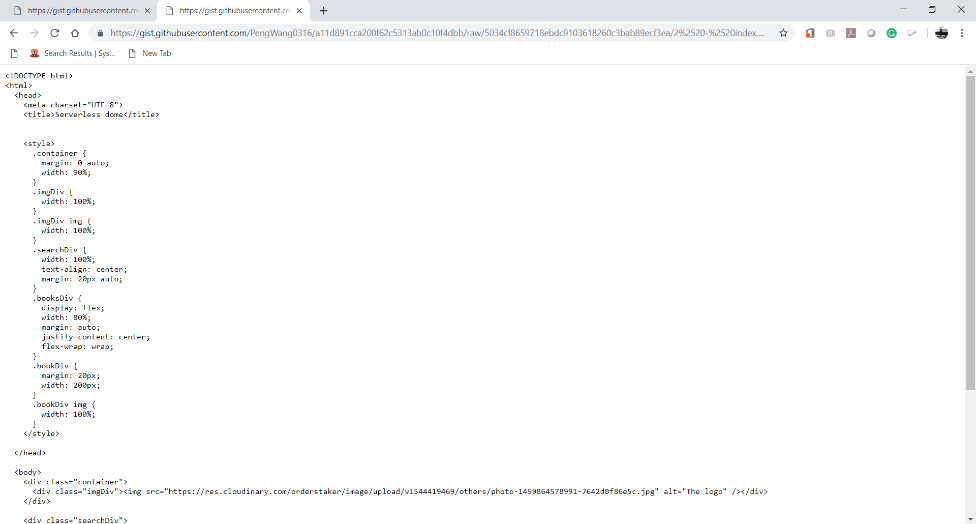 https://gist.githubusercontent.co
https://gist.githubusercontent.co
https://gist.githubusercontent.com/PengWang0316/a11d891cca200f62c5313ab0c10f4dbb/raw/5034cf8659718ebdc9103618260c3bab89ecf3ea/2%2520-%2520index....
Search Results | Sys... New Tab
<!DOCTYPE html>
<html>
<head>
<meta charset="UTF-8">
<title>Serverless dome</title>
<style>
.container {
margin: 0 auto;
width: 90%;
}
.imgDiv {
width: 100%;
}
.imgDiv img {
width: 100%;
}
.searchDiv {
width: 100%;
text-align: center;
margin: 20px auto;
}
.booksDiv {
display: flex;
width: 80%;
margin: auto;
justify-content: center;
flex-wrap: wrap;
}
.bookDiv {
margin: 20px;
width: 200px;
}
.bookDiv img {
width: 100%;
}
</style>
</head>
<body>
<div class="container">
<div class="imgDiv"><img src="https://res.cloudinary.com/orderstaker/image/upload/v1544419469/others/photo-1499864578991-7642d0f86e5c.jpg" alt="The logo" /></div>
</div>
<div class="searchDiv">